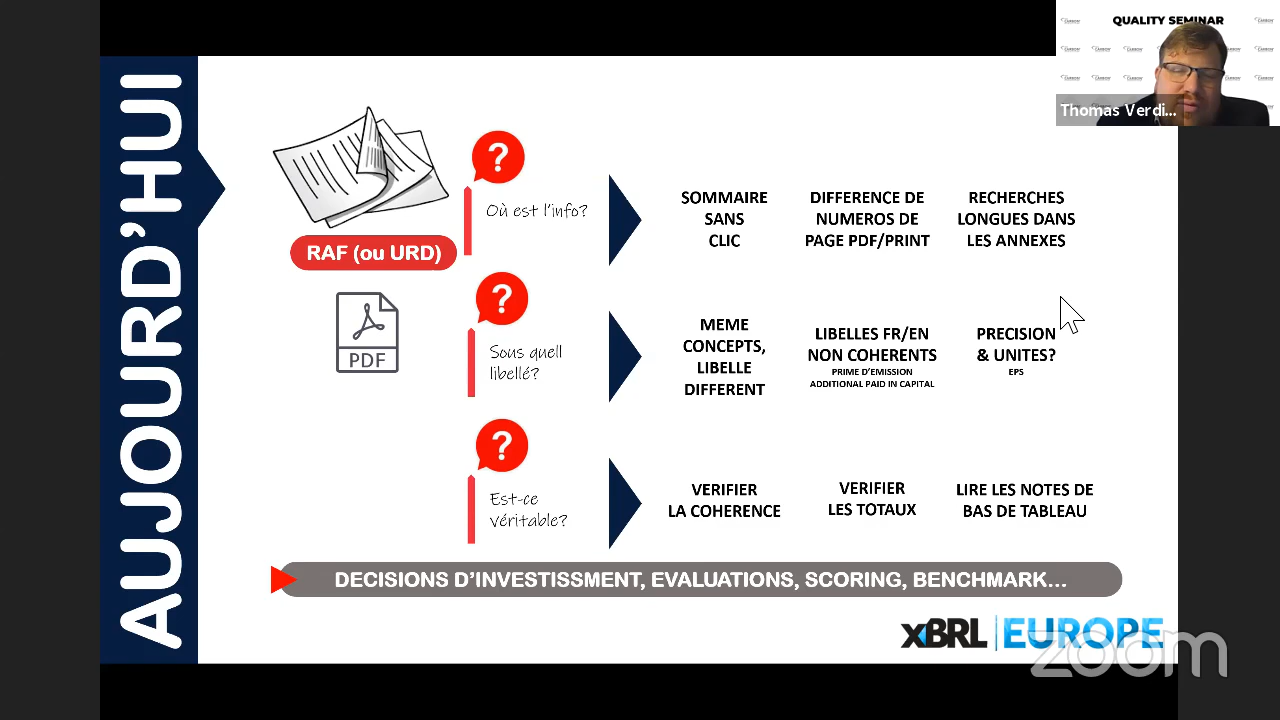 QUALITY SEMINAR
Thomas Verdi...
AUJOURD'HUI
RAF (ou URD)
PDF
?
Où est l'info?
SOMMAIRE
SANS
CLIC
DIFFERENCE DE
NUMEROS DE
PAGE PDF/PRINT
RECHERCHES
LONGUES DANS
LES ANNEXES
?
Sous quell
libellé?
MEME
CONCEPTS,
LIBELLE
DIFFERENT
LIBELLES FR/EN
NON COHERENTS
PRIME D'EMISSION
ADDITIONAL PAID IN CAPITAL
PRECISION
& UNITES?
EPS
?
Est-ce
véritable?
VERIFIER
LA COHERENCE
VERIFIER
LES TOTAUX
LIRE LES NOTES DE
BAS DE TABLEAU
DECISIONS D'INVESTISSMENT, EVALUATIONS, SCORING, BENCHMARK...
XBRL EUROPE
zoom